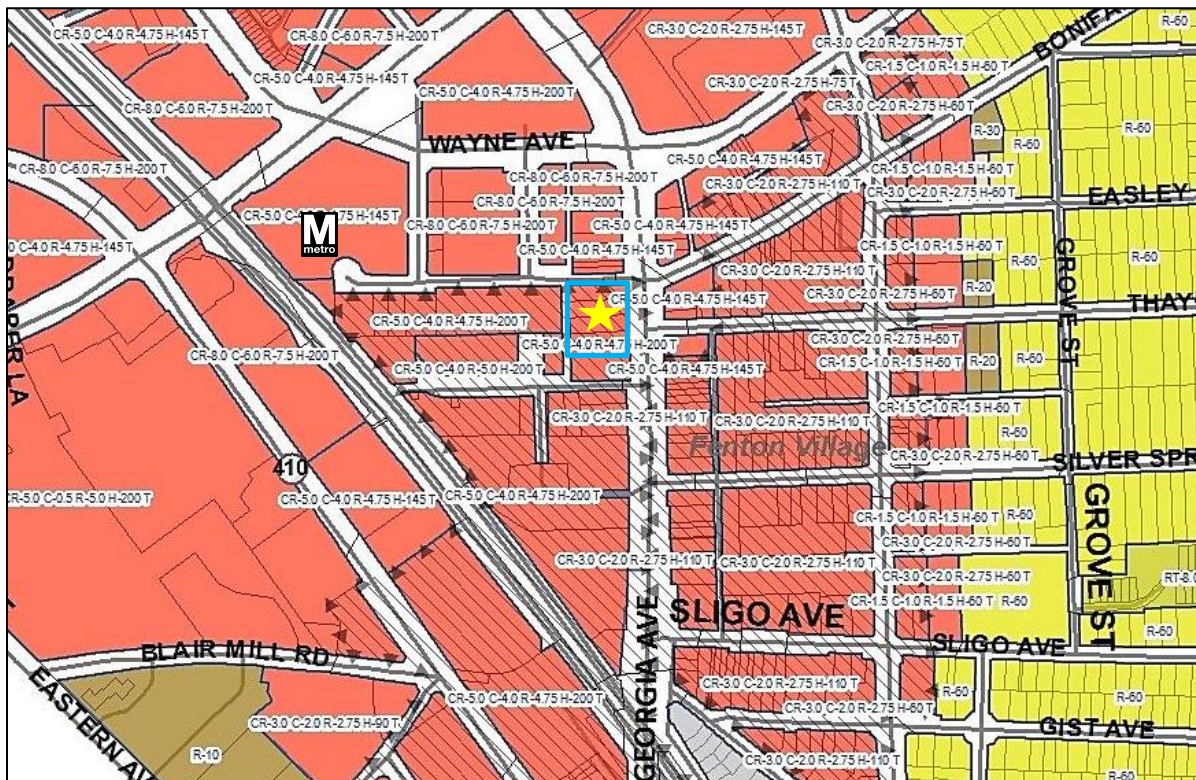 CR-5.0 C-4.0 R-4.75 H-145 T
CR-8.0 C-6.0 R-7.5 H-200 T
CR-3.0 C-2.0 R-2.75 H-75 T
R-60
BONIFA
CR-1.5 C-1.0 R-1.5 H-60 T
CR-5.0 C-4.0 R-4.75 H-145 T
CR-3.0 C-2.0 R-2.75 H-75 T
CR-5.0 C-4.0 R-4.75 H-200 T
CR-8.0 C-6.0 R-7.5 H-200 T
CR-3.0 C-2.0 R-2.75 H-60 T
R-30
R-60
R-60
WAYNE AVE
CR-5.0 C-4.0 R-4.75 H-145 T
CR-8.0 C-6.0 R-7.5 H-200 T
CR-8.0 C-6.0 R-7.5 H-200 T
CR-1.5 C-1.0 R-1.5 H-60 T
CR-3.0 C-2.0 R-2.75 H-110 T
CR-3.0 C-2.0 R-2.75 H-60 T
EASLEY
CR-8.0 C-6.0 R-7.5 H-200 T
M
metro
CR-8.0 C-6.0 R-7.5 H-200 T
CR-5.0 C-4.0 R-4.75 H-145 T
CR-5.0 C-4.0 R-4.75 H-145 T
CR-1.5 C-1.0 R-1.5 H-60 T
R-60
R-60
GROVE ST
CR-3.0 C-2.0 R-2.75 H-110 T
R-20
CR-3.0 C-2.0 R-2.75 H-60 T
CR-5.0 C-4.0 R-4.75 H-145 T
THAY
CR-5.0 C-4.0 R-4.75 H-200 T
CR-5.0 C-4.0 R-4.75 H-200 T
CR-3.0 C-2.0 R-2.75 H-60 T
CR-8.0 C-6.0 R-7.5 H-200 T
CR-5.0 C-4.0 R-5.0 H-200 T
CR-5.0 C-4.0 R-4.75 H-145 T
CR-1.5 C-1.0 R-1.5 H-60 T
R-20
R-60
CR-3.0 C-2.0 R-2.75 H-110 T
CR-3.0 C-2.0 R-2.75 H-110 T
CR-1.5 C-1.0 R-1.5 H-60 T
R-60
Fenton Village
CR-3.0 C-2.0 R-2.75 H-60 T
SILVER SPR
410
CR-5.0 C-0.5 R-5.0 H-200 T
CR-5.0 C-4.0 R-4.75 H-145 T
CR-5.0 C-4.0 R-4.75 H-200 T
GROVE ST
CR-1.5 C-1.0 R-1.5 H-60 T
R-60
CR-3.0 C-2.0 R-2.75 H-60 T
CR-3.0 C-2.0 R-2.75 H-110 T
CR-3.0 C-2.0 R-2.75 H-110 T
CR-3.0 C-2.0 R-2.75 H-60 T
CR-1.5 C-1.0 R-1.5 H-60 T
R-60
R-60
SLIGO AVE
GEORGIA AVE
SLIGO AVE
BLAIR MILL RD
EASTERN AV
CR-5.0 C-4.0 R-4.75 H-200 T
CR-3.0 C-2.0 R-2.75 H-110 T
CR-3.0 C-2.0 R-2.75 H-60 T
R-60
R-60
CR-3.0 C-2.0 R-2.75 H-90 T
GIST AVE
R-10
CR-3.0 C-2.0 R-2.75 H-110 T
R-60
R-60